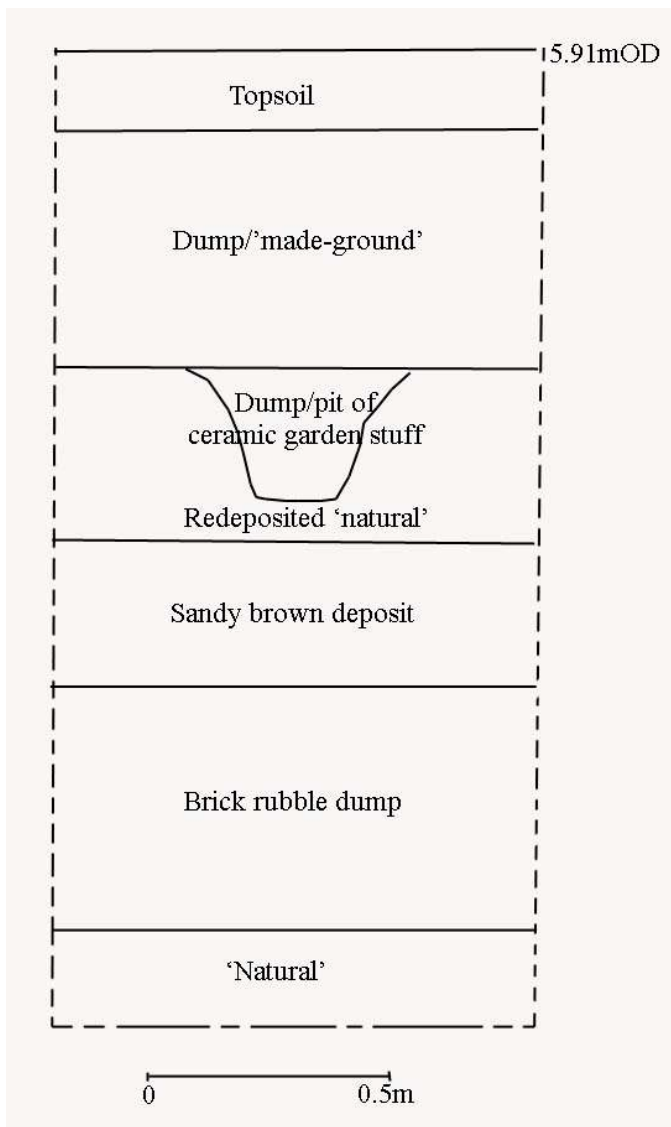 5.91mOD
Topsoil
Dump/’made-ground’
Dump/pit of
ceramic garden stuff
Redeposited ‘natural’
Sandy brown deposit
Brick rubble dump
‘Natural’
0 0.5m